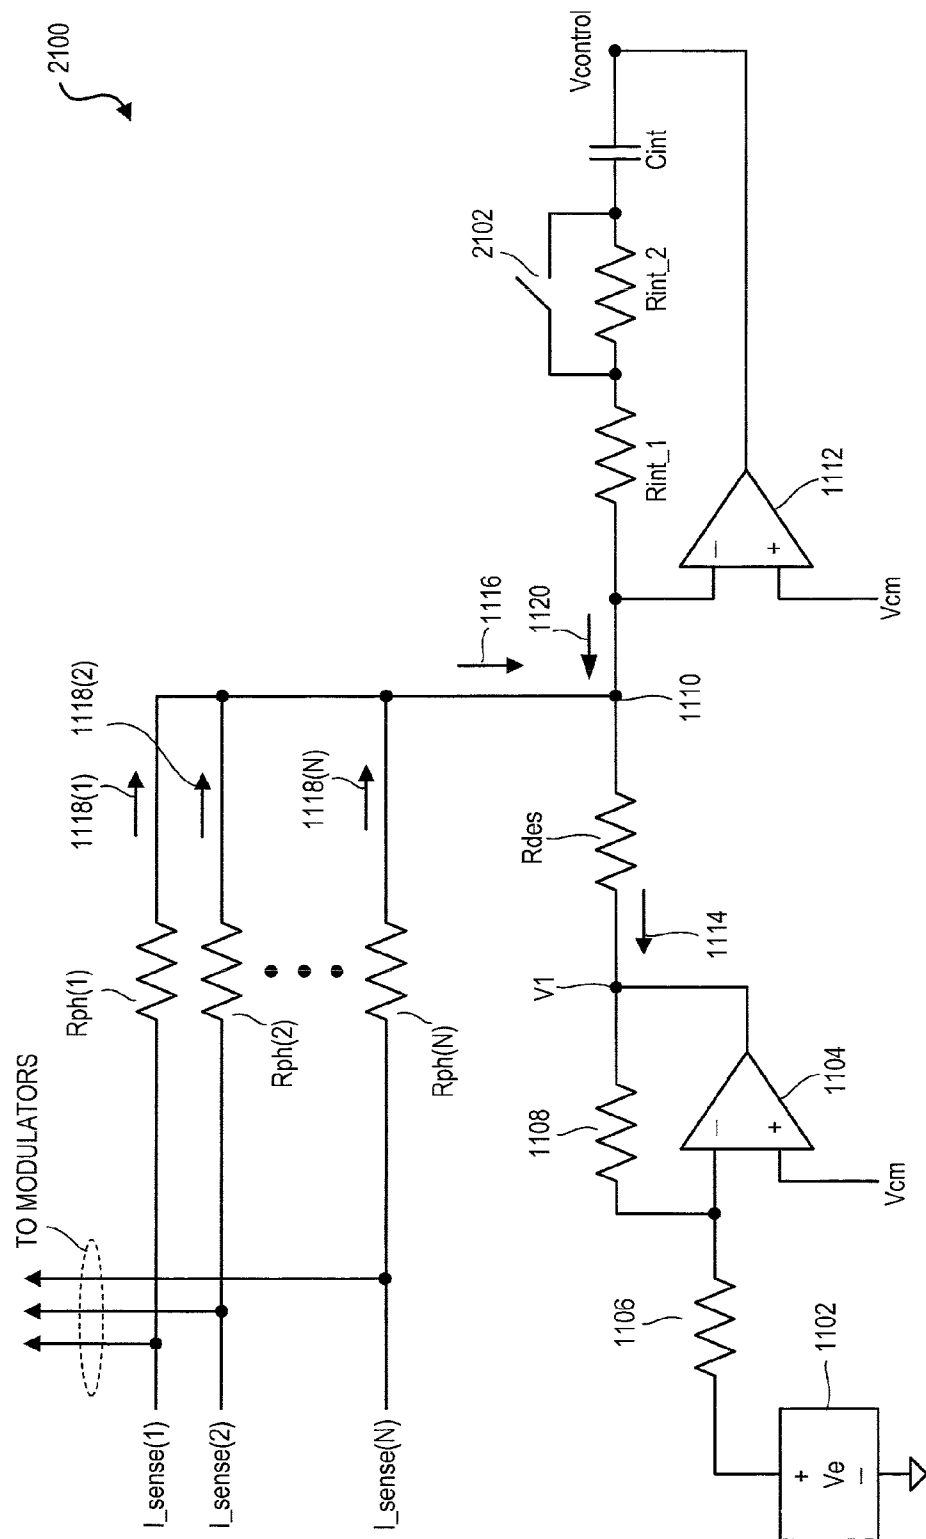 2100
TO MODULATORS
I_sense(1)
I_sense(2)
I_sense(N)
Rph(1)
Rph(2)
Rph(N)
1118(1)
1118(2)
1118(N)
1116
1120
1110
Rdes
1114
V1
1108
1104
−
+
Vcm
1106
1102
+
Ve
−
2102
Rint_1
Rint_2
Cint
Vcontrol
1112
−
+
Vcm